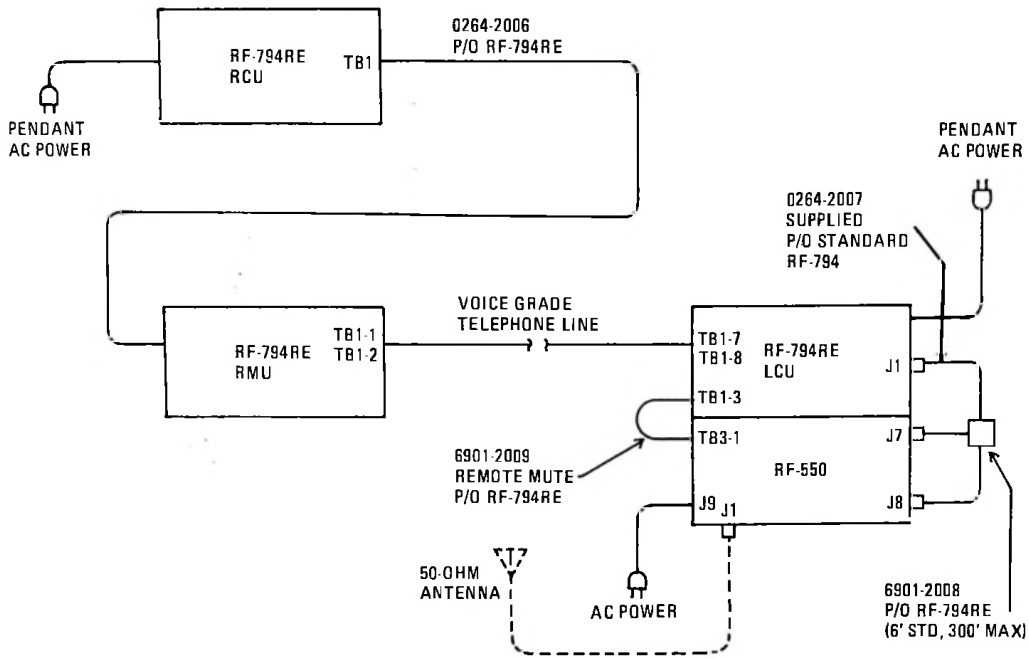 0264-2006
P/O RF-794RE
RF-794RE
RCU
TB1
PENDANT
AC POWER
PENDANT
AC POWER
0264-2007
SUPPLIED
P/O STANDARD
RF-794
VOICE GRADE
TELEPHONE LINE
RF-794RE
RMU
TB1-1
TB1-2
TB1-7
TB1-8
RF-794RE
LCU
J1
TB1-3
TB3-1
J7
RF-550
6901-2009
REMOTE MUTE
P/O RF-794RE
J9
J1
J8
50-OHM
ANTENNA
AC POWER
6901-2008
P/O RF-794RE
(6' STD, 300' MAX)